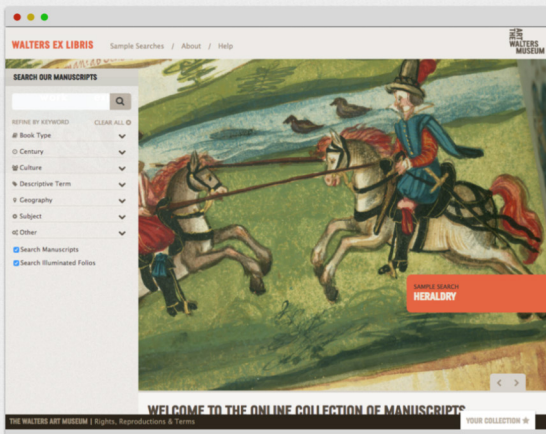 WALTERS EX LIBRIS
Sample Searches / About / Help
THE WALTERS ART MUSEUM
SEARCH OUR MANUSCRIPTS
REFINE BY KEYWORD CLEAR ALL
Book Type
Century
Culture
Descriptive Term
Geography
Subject
Other
Search Manuscripts
Search Illuminated Folios
SAMPLE SEARCH
HERALDRY
WELCOME TO THE ONLINE COLLECTION OF MANUSCRIPTS
THE WALTERS ART MUSEUM | Rights, Reproductions & Terms
YOUR COLLECTION